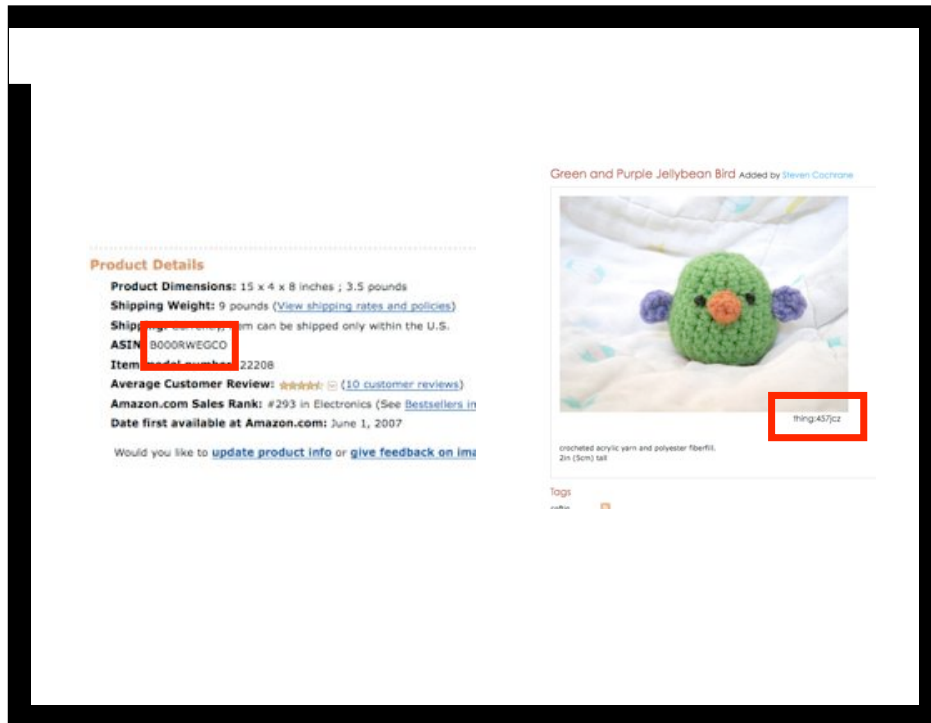 Green and Purple Jellybean Bird Added by Steven Cochrane
Product Details
Product Dimensions: 15 x 4 x 8 inches ; 3.5 pounds
Shipping Weight: 9 pounds (View shipping rates and policies)
Shipping: Currently, item can be shipped only within the U.S.
ASIN: B000RWEGCO
Item model number: 22208
Average Customer Review: (10 customer reviews)
Amazon.com Sales Rank: #293 in Electronics (See Bestsellers in
Date first available at Amazon.com: June 1, 2007
Would you like to update product info or give feedback on ima
thing:457jcz
crocheted acrylic yarn and polyester fiberfill.
2in (5cm) tall
Tags